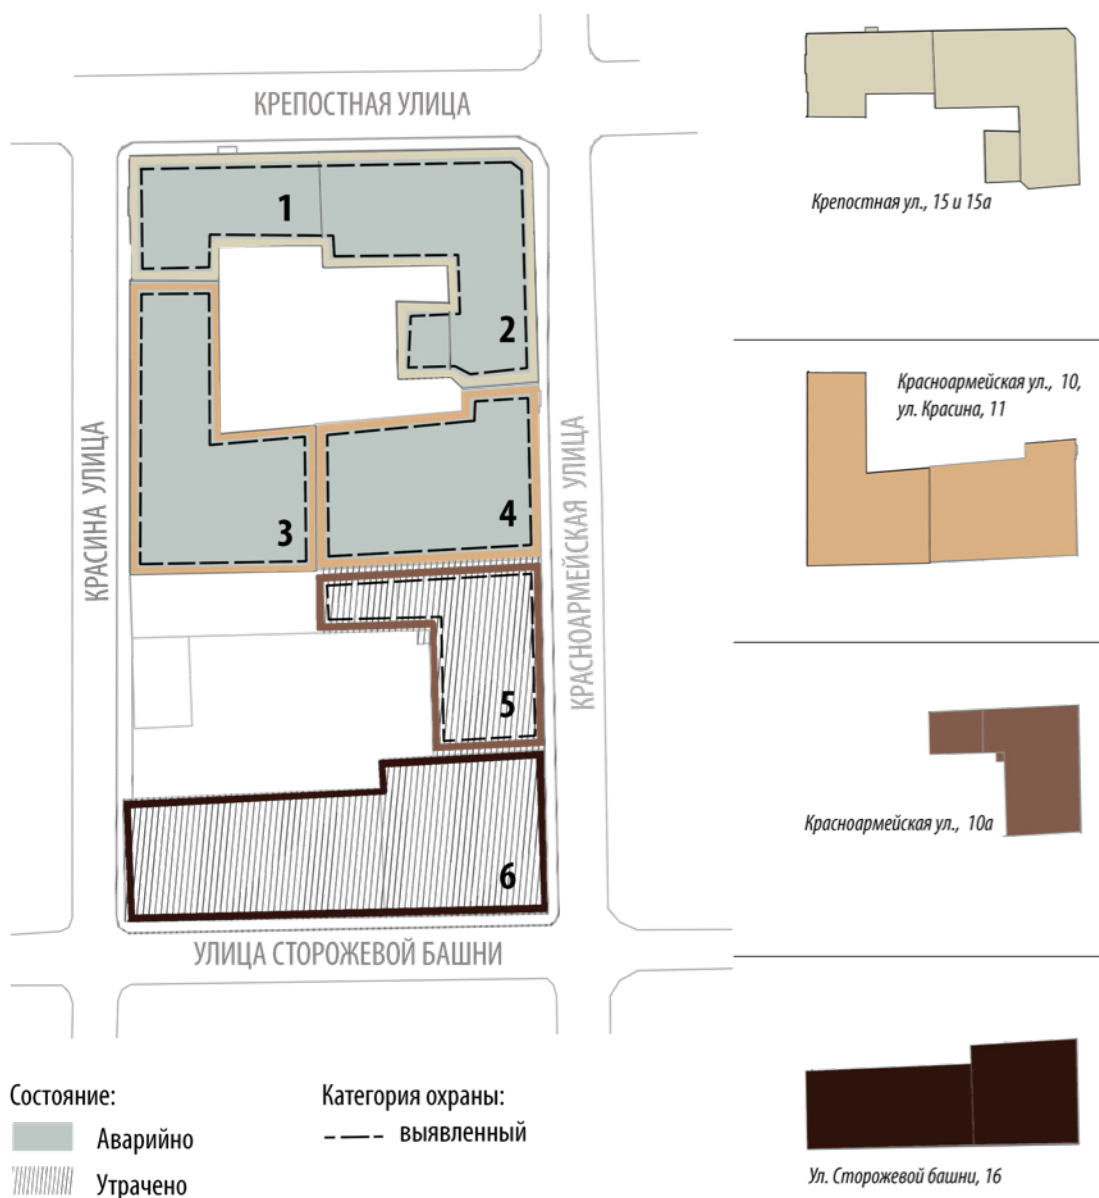 КРЕПОСТНАЯ УЛИЦА
1
2
3
4
5
6
КРАСИНА УЛИЦА
КРАСНОАРМЕЙСКАЯ УЛИЦА
УЛИЦА СТОРОЖЕВОЙ БАШНИ
Крепостная ул., 15 и 15а
Красноармейская ул., 10,
ул. Красина, 11
Красноармейская ул., 10а
Ул. Сторожевой башни, 16
Состояние:
Аварийно
Утрачено
Категория охраны:
выявленный